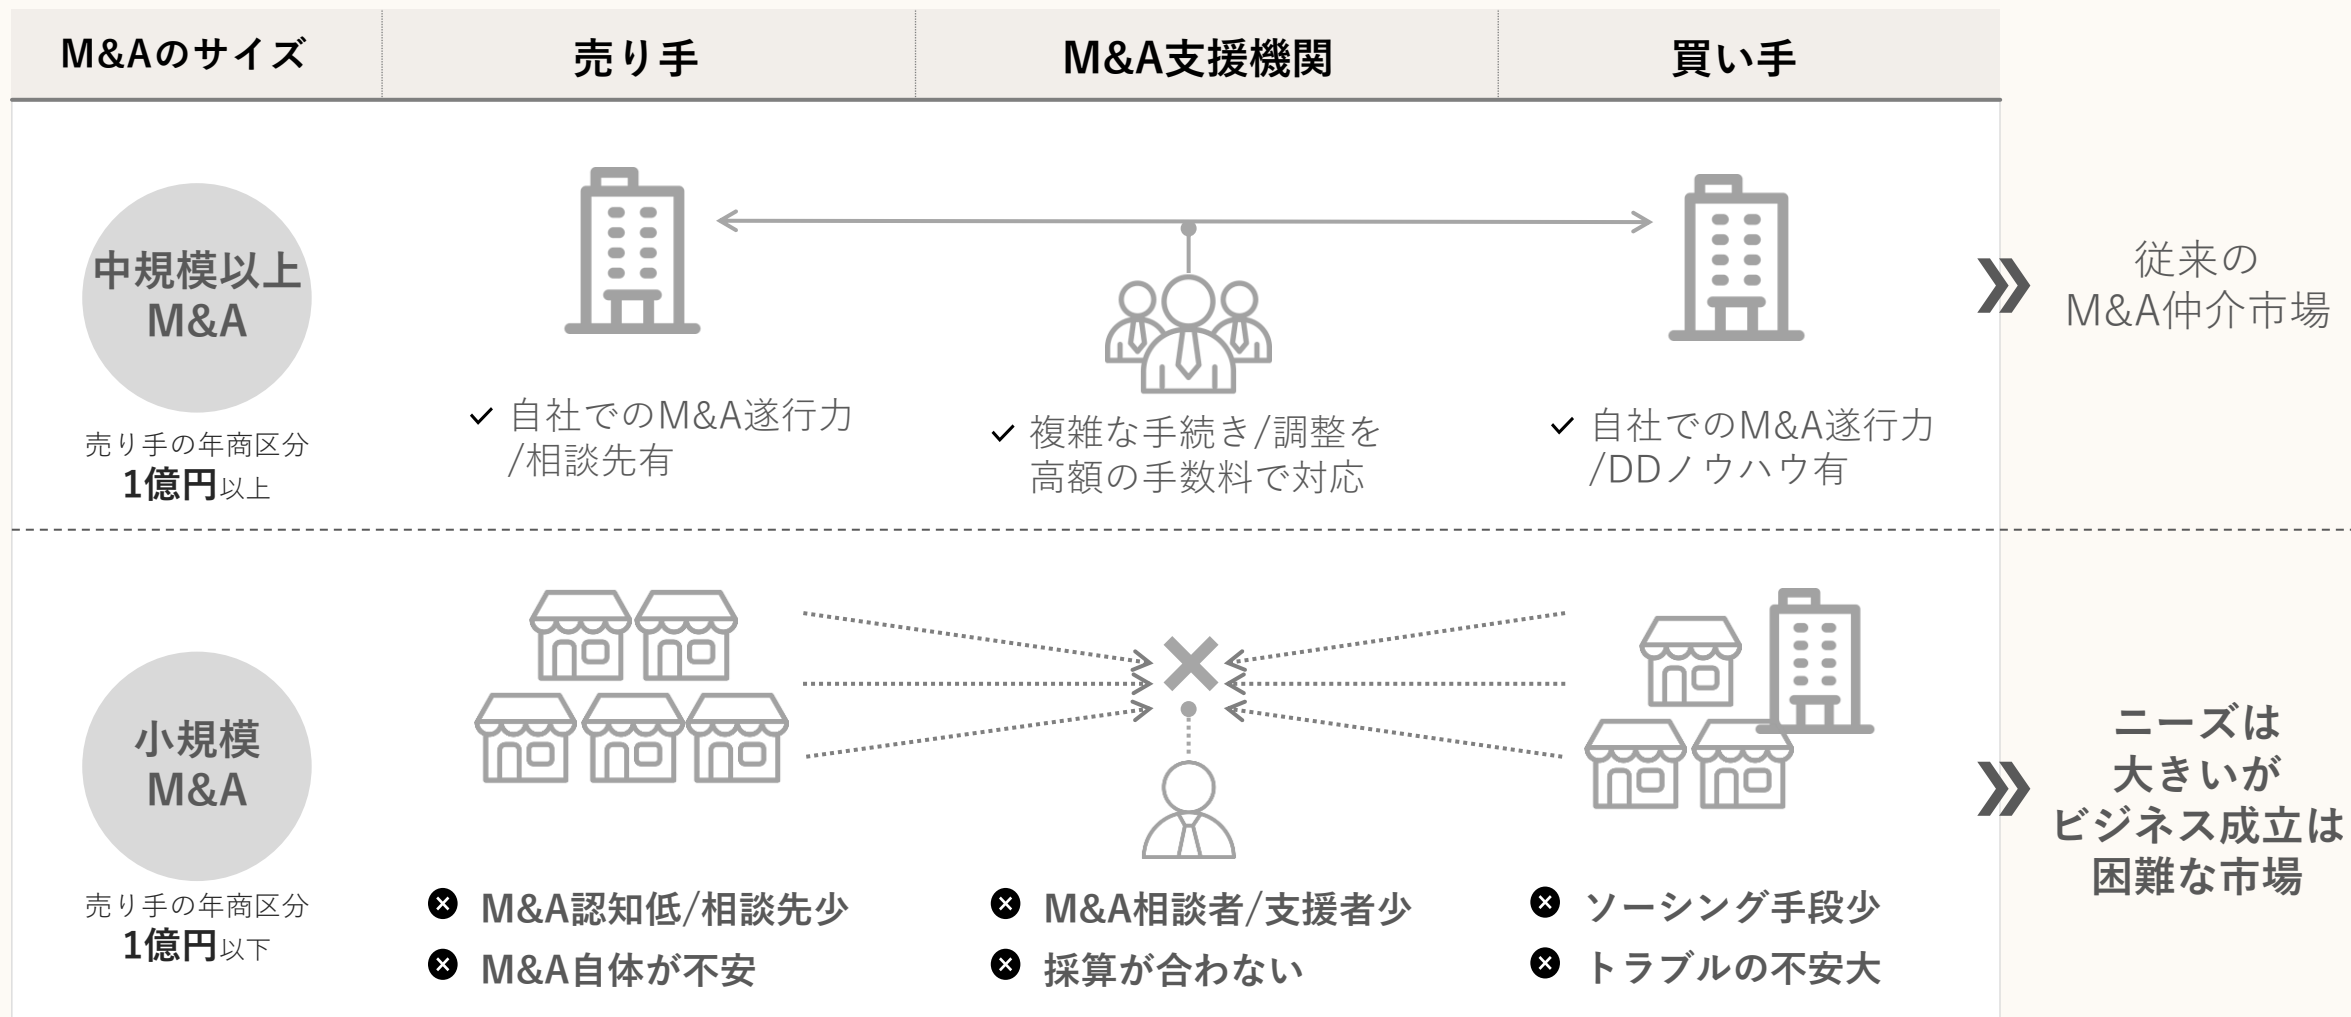 M&Aのサイズ
売り手
M&A支援機関
買い手
中規模以上
M&A
売り手の年商区分
1億円以上
自社でのM&A遂行力
/相談先有
複雑な手続き/調整を
高額の手数料で対応
自社でのM&A遂行力
/DDノウハウ有
従来の
M&A仲介市場
小規模
M&A
売り手の年商区分
1億円以下
M&A認知低/相談先少
M&A自体が不安
M&A相談者/支援者少
採算が合わない
ソーシング手段少
トラブルの不安大
ニーズは
大きいが
ビジネス成立は
困難な市場